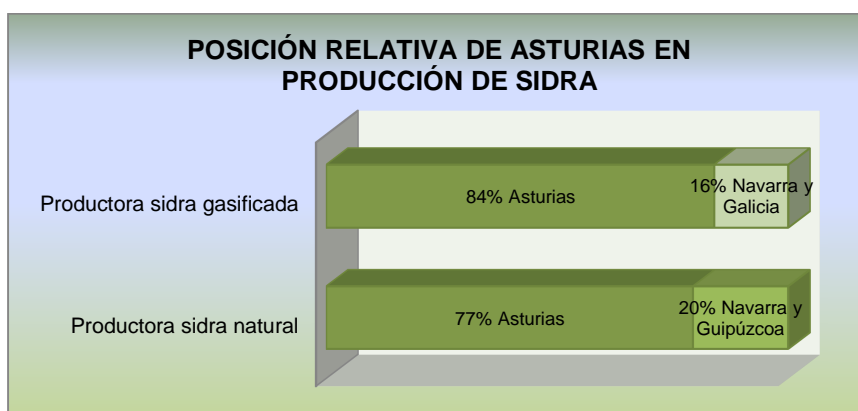 POSICIÓN RELATIVA DE ASTURIAS EN
PRODUCCIÓN DE SIDRA
Productora sidra gasificada
84% Asturias
16% Navarra y
Galicia
Productora sidra natural
77% Asturias
20% Navarra y
Guipúzcoa